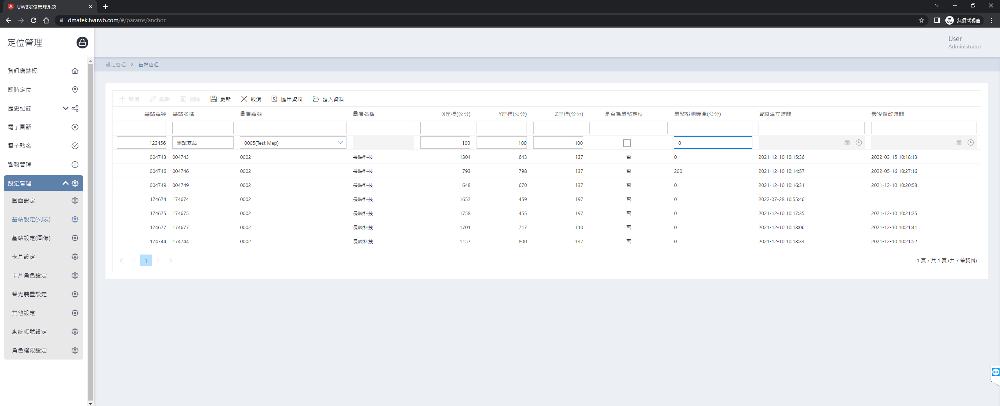 UWB定位管理系統
dmatek.twuwb.com/#/params/anchor
無痕式視窗
定位管理
User
Administrator
設定管理 > 基站管理
資訊儀錶板
即時定位
歷史紀錄
電子圍籬
電子點名
警報管理
設定管理
圖面設定
基站設定(列表)
基站設定(圖像)
卡片設定
卡片角色設定
聲光裝置設定
其他設定
系統帳號設定
角色權限設定
新增 編輯 刪除 更新 取消 匯出資料 匯入資料
基站編號 基站名稱 圖層編號 圖層名稱 X座標(公分) Y座標(公分) Z座標(公分) 是否為單點定位 單點檢測範圍(公分) 資料建立時間 最後修改時間
123456 測試基站 0005(Test Map) 100 100 100 0
004743 004743 0002 長映科技 1304 643 137 否 0 2021-12-10 10:15:36 2022-03-15 10:18:13
004746 004746 0002 長映科技 793 798 137 否 200 2021-12-10 10:14:57 2022-05-16 18:27:16
004749 004749 0002 長映科技 648 670 137 否 0 2021-12-10 10:16:31 2021-12-10 10:20:58
174674 174674 0002 長映科技 1652 459 197 否 0 2022-07-28 16:55:46
174675 174675 0002 長映科技 1758 455 197 否 0 2021-12-10 10:17:35 2021-12-10 10:21:25
174677 174677 0002 長映科技 1701 717 110 否 0 2021-12-10 10:18:06 2021-12-10 10:21:41
174744 174744 0002 長映科技 1157 800 137 否 0 2021-12-10 10:18:33 2021-12-10 10:21:52
1
1 頁，共 1 頁 (共 7 筆資料)